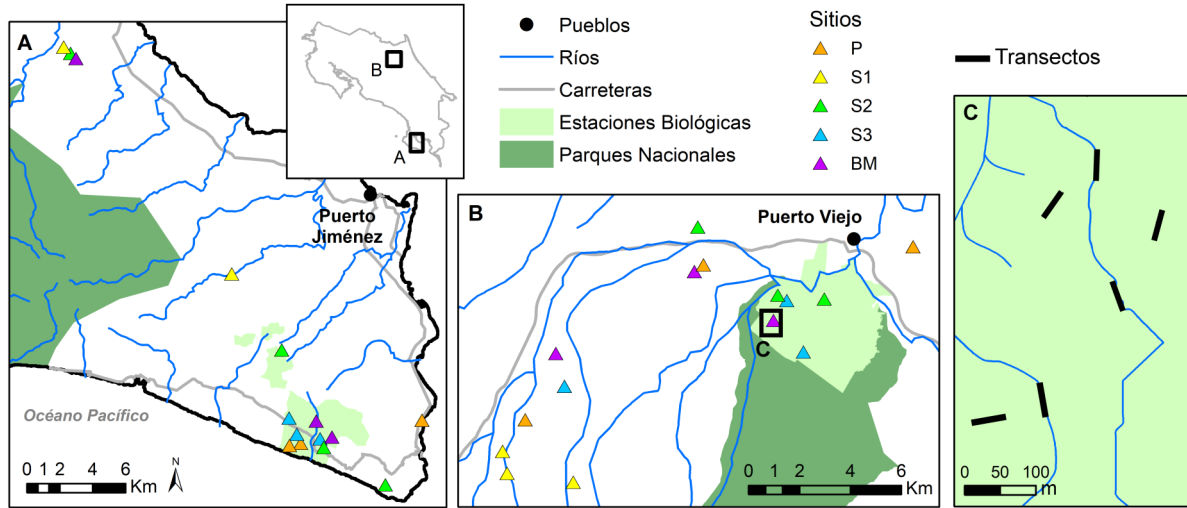 A
B
A
Pueblos
Ríos
Carreteras
Estaciones Biológicas
Parques Nacionales
Sitios
P
S1
S2
S3
BM
Transectos
Puerto
Jiménez
Océano Pacífico
0 1 2 4 6
Km
N
B
Puerto Viejo
C
0 2 4 6
Km
C
0 50 100
m